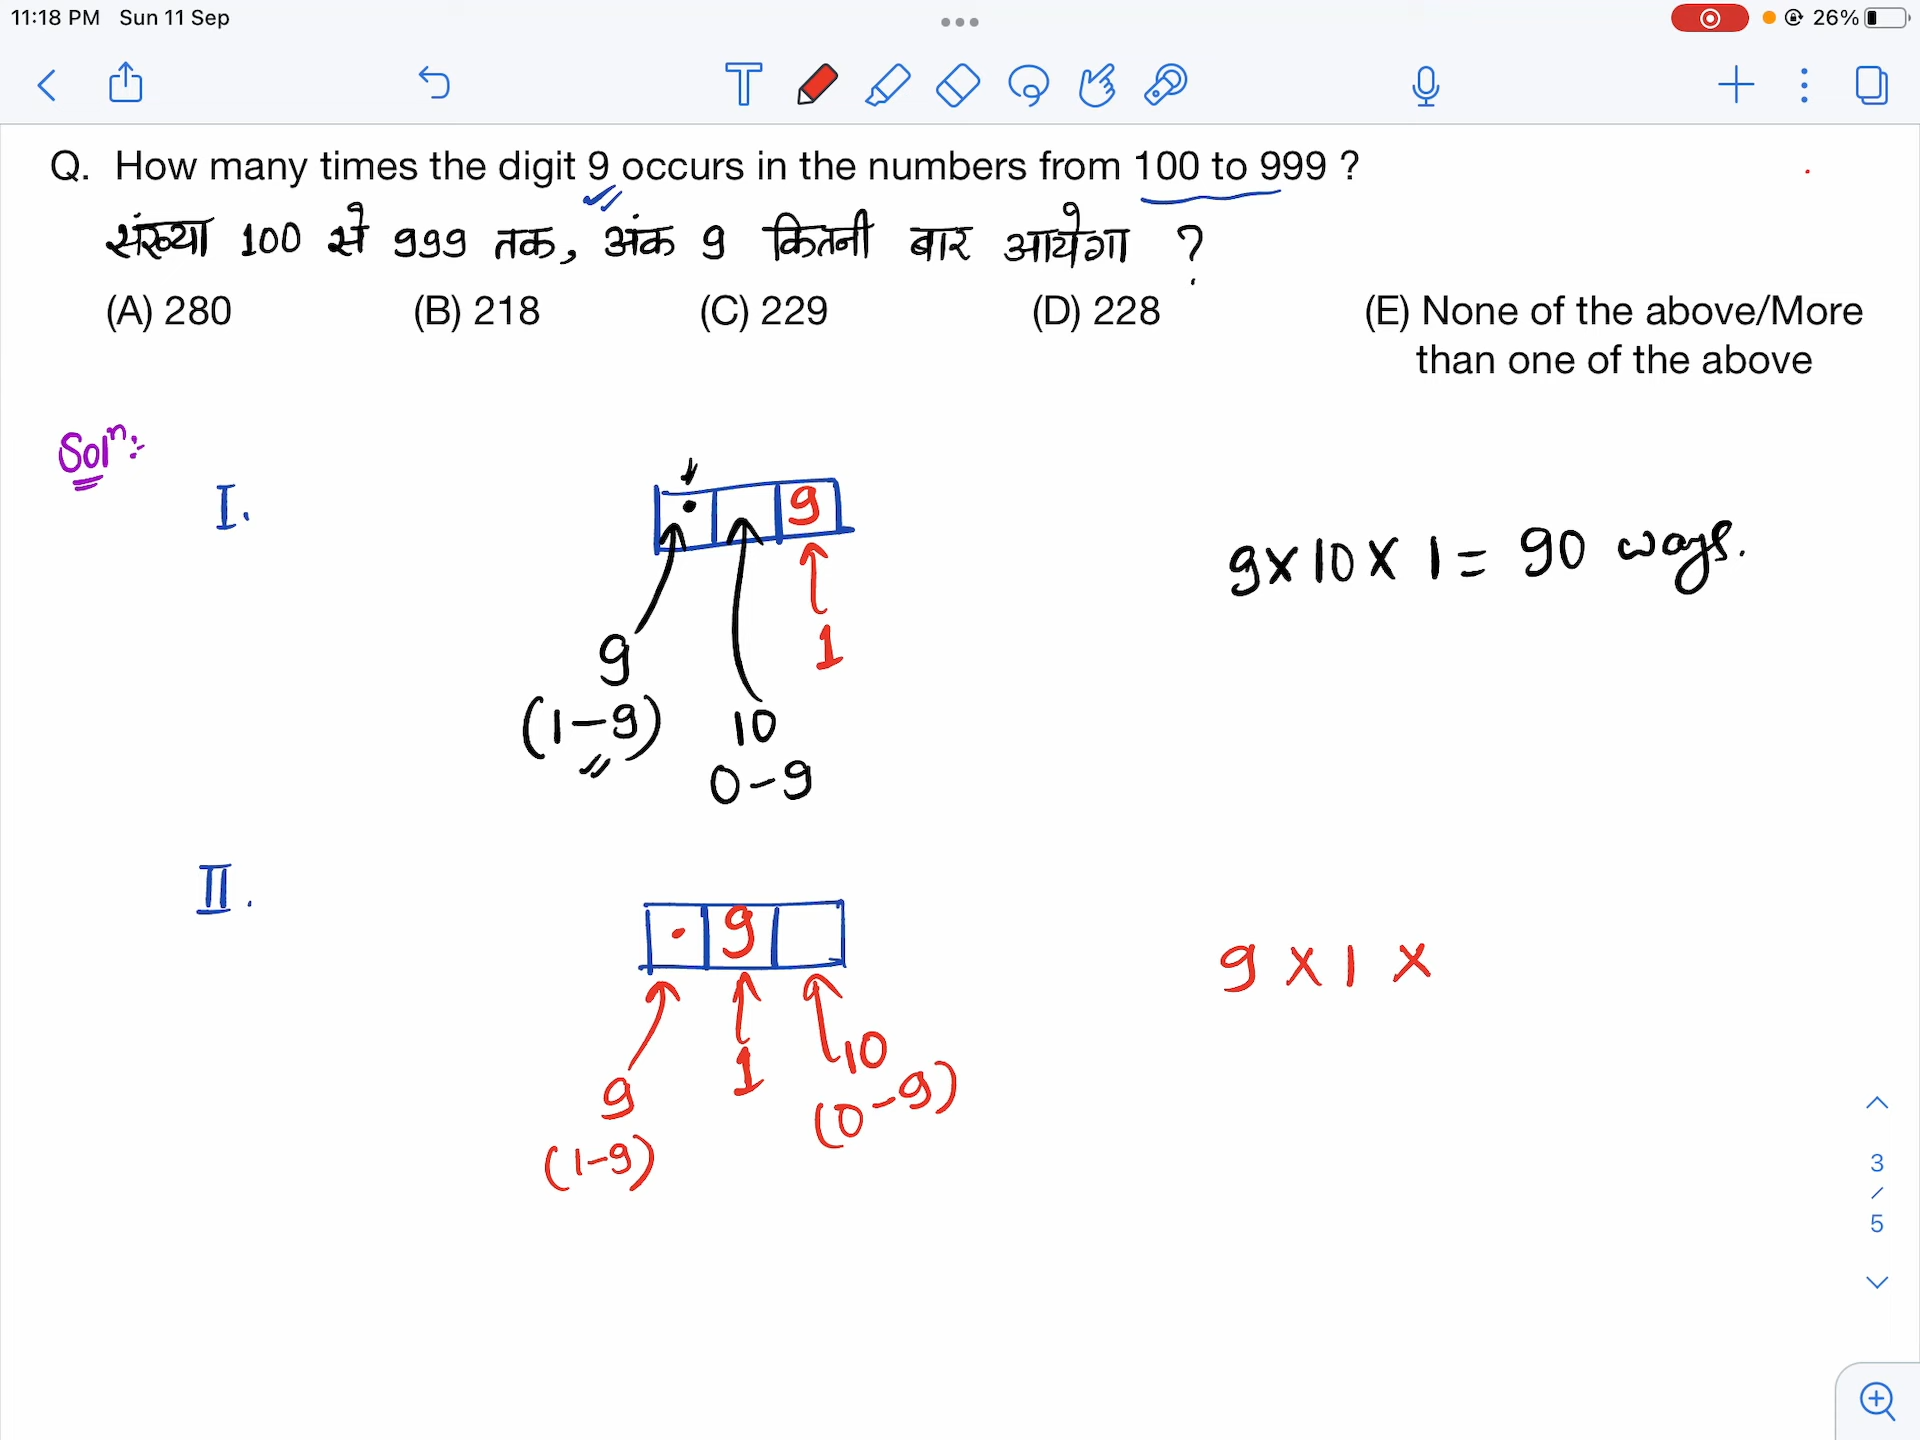 11:18 PM Sun 11 Sep
26%
T
Q. How many times the digit 9 occurs in the numbers from 100 to 999 ?
संख्या 100 से 999 तक, अंक 9 कितनी बार आयेगा ?
(A) 280 (B) 218 (C) 229 (D) 228 (E) None of the above/More
than one of the above
Solⁿ:
I.
9
9 × 10 × 1 = 90 ways.
9 1
(1-9) 10
0-9
II.
9
9 × 1 ×
9 1 10
(1-9) (0-9)
3
/
5